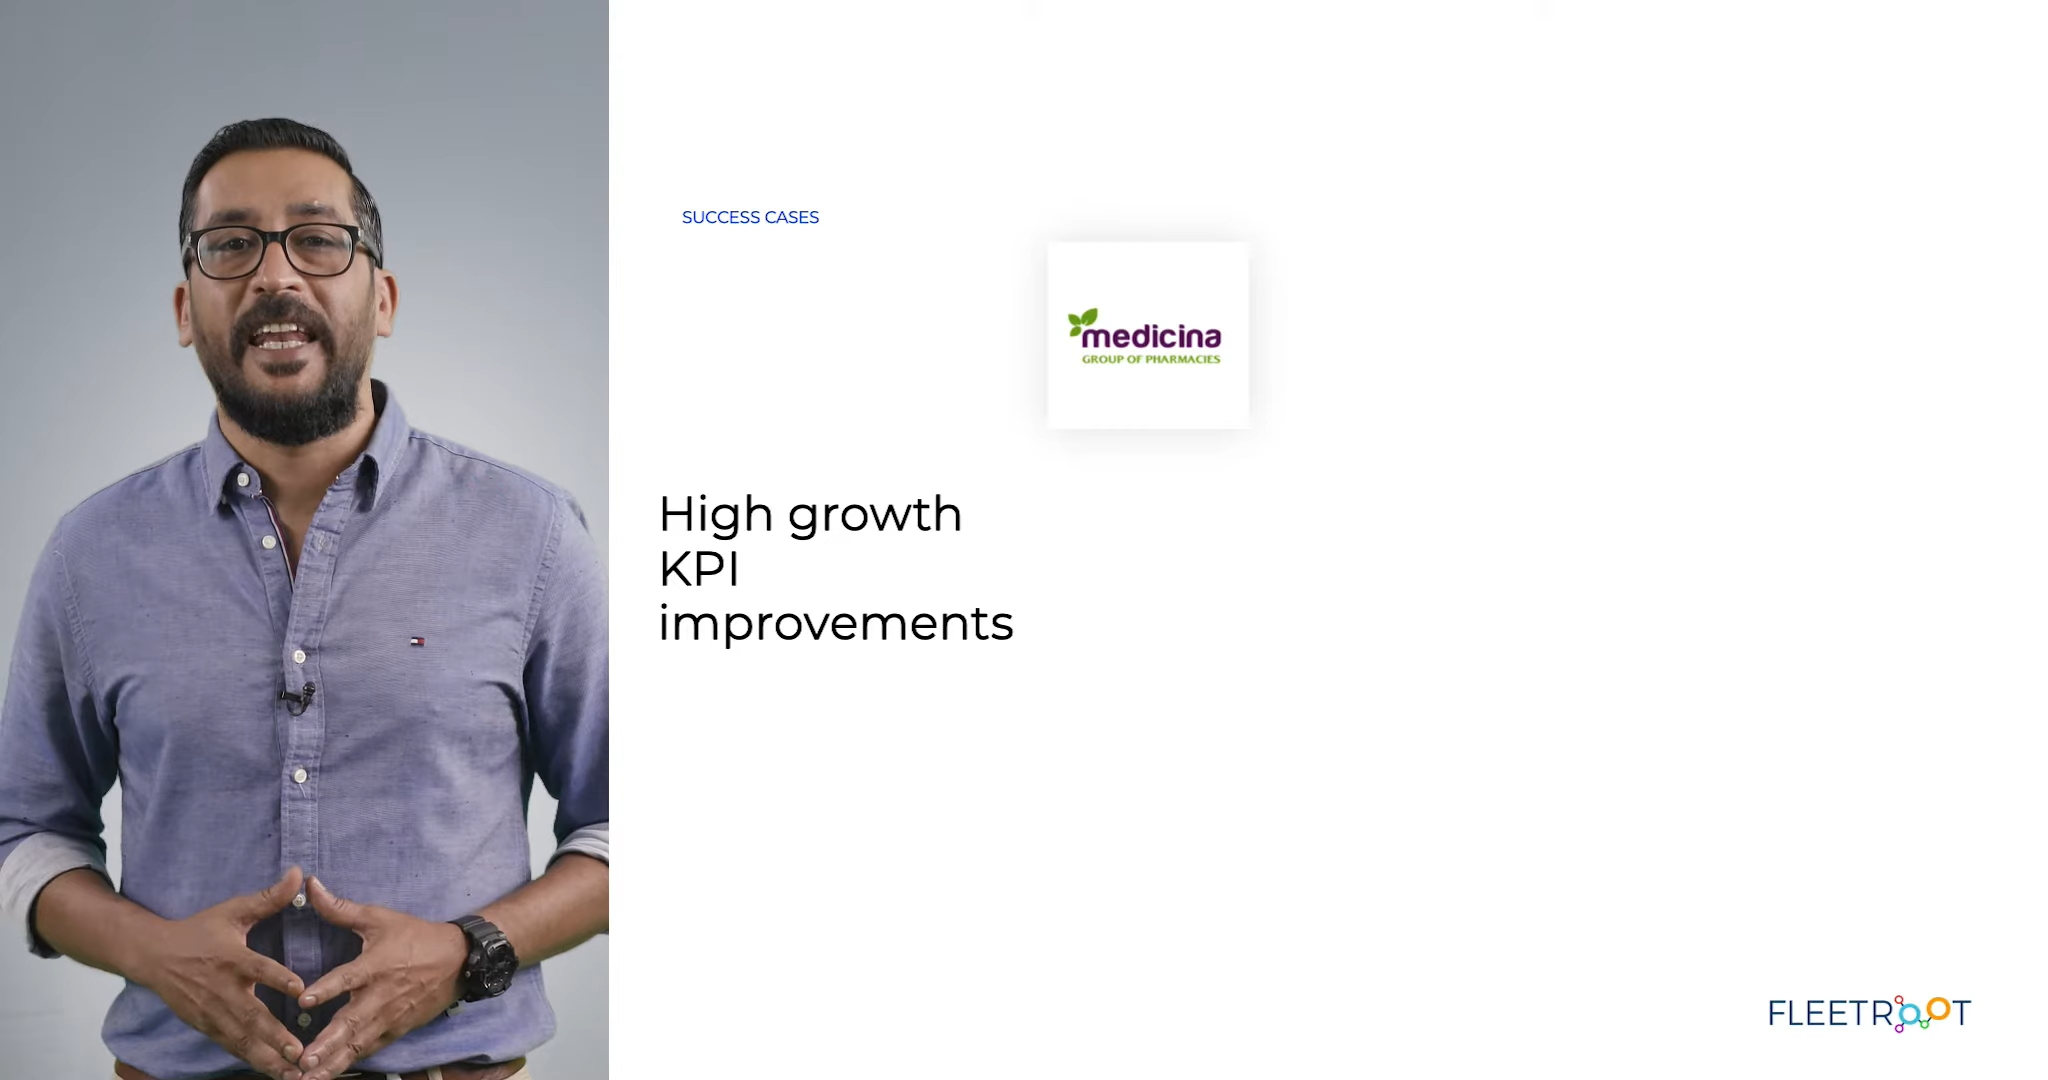 SUCCESS CASES
medicina
GROUP OF PHARMACIES
High growth
KPI
improvements
FLEETROOT